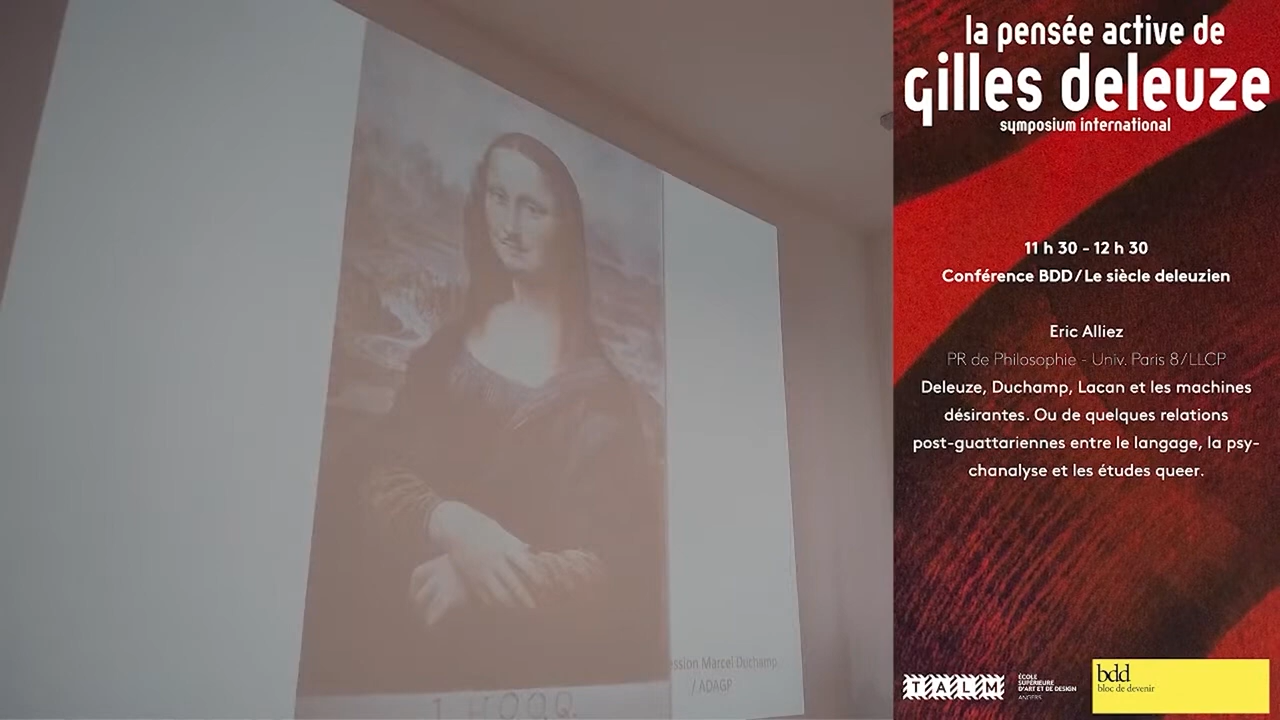 la pensée active de
gilles deleuze
symposium international
11 h 30 - 12 h 30
Conférence BDD / Le siècle deleuzien
Eric Alliez
PR de Philosophie - Univ. Paris 8 / LLCP
Deleuze, Duchamp, Lacan et les machines
désirantes. Ou de quelques relations
post-guattariennes entre le langage, la psy-
chanalyse et les études queer.
Marcel Duchamp
/ ADAGP
L.H.O.O.Q.
TALM
ÉCOLE
SUPÉRIEURE
D'ART ET DE DESIGN
ANGERS
bdd
bloc de devenir